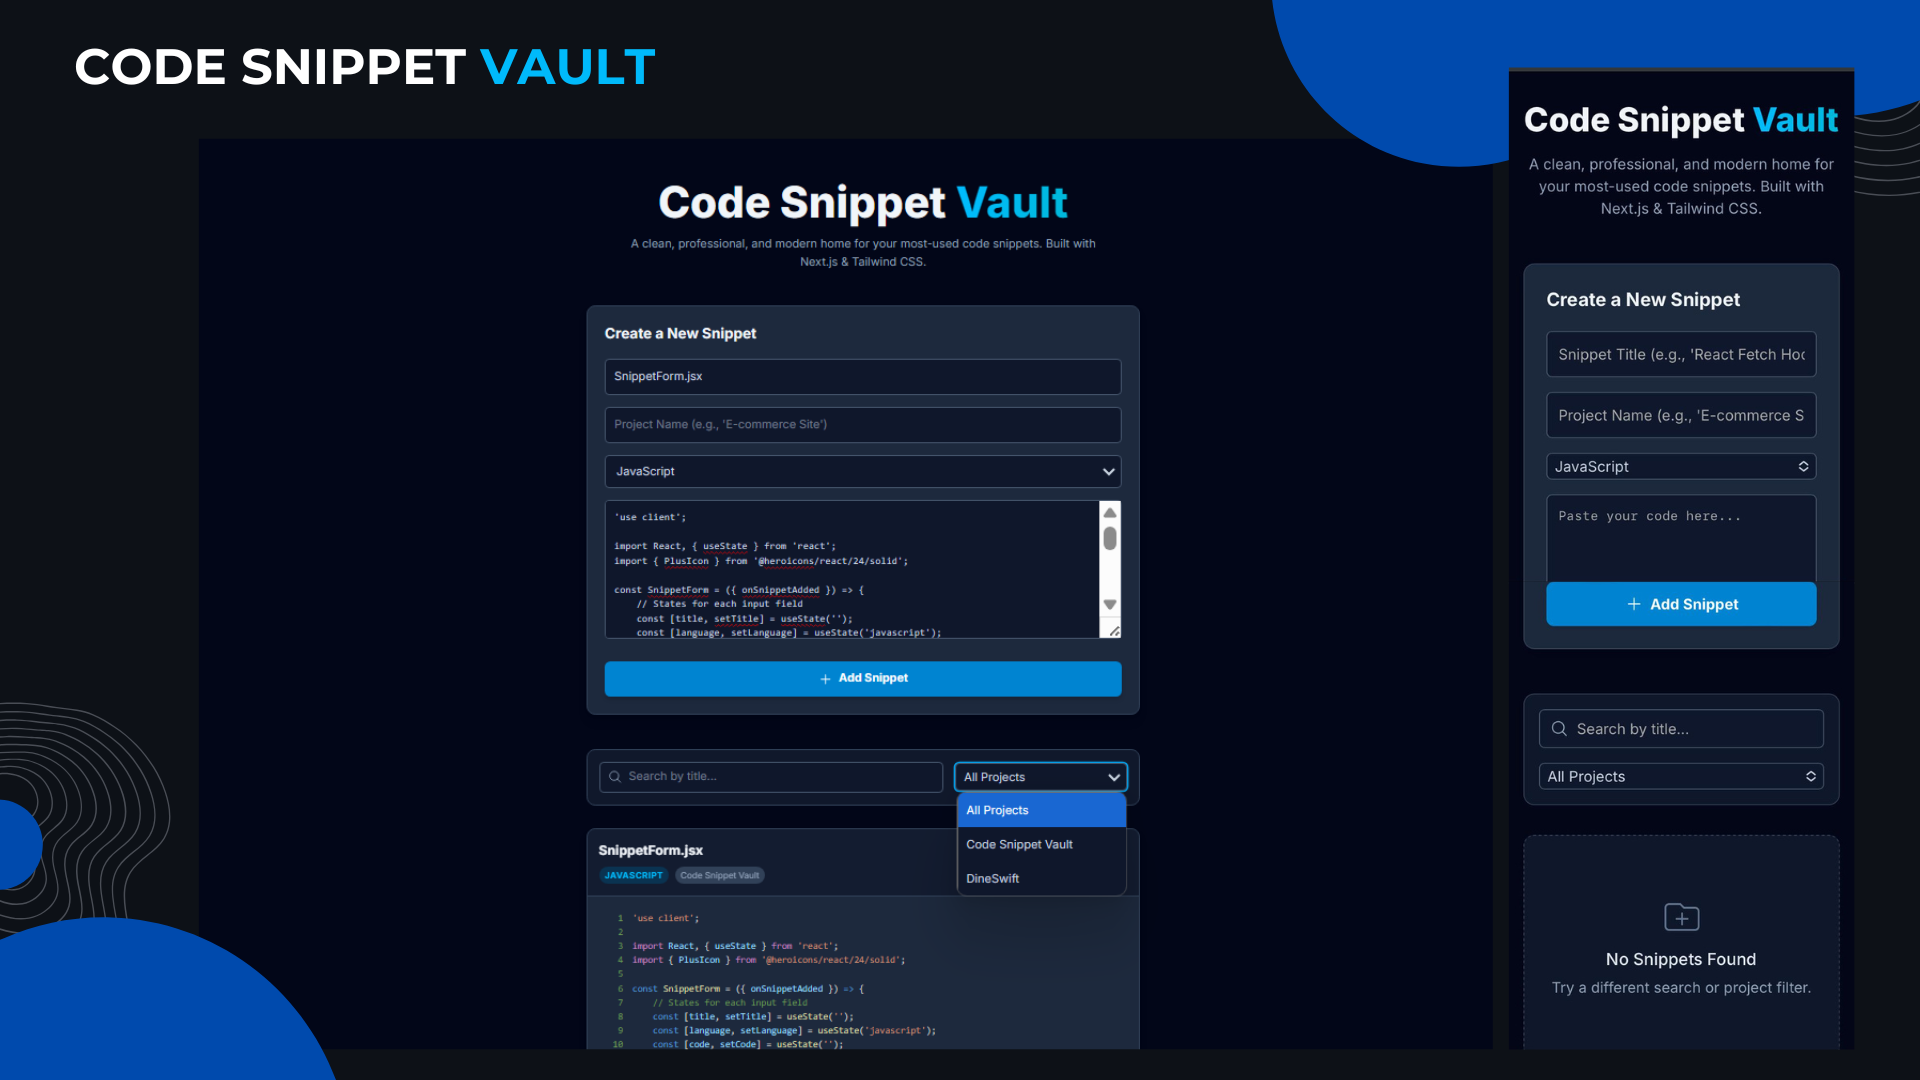 CODE SNIPPET VAULT
Code Snippet Vault
A clean, professional, and modern home for your most-used code snippets. Built with
Next.js & Tailwind CSS.
Create a New Snippet
SnippetForm.jsx
Project Name (e.g., 'E-commerce Site')
JavaScript
'use client';
import React, { useState } from 'react';
import { PlusIcon } from '@heroicons/react/24/solid';
const SnippetForm = ({ onSnippetAdded }) => {
// States for each input field
const [title, setTitle] = useState('');
const [language, setLanguage] = useState('javascript');
+ Add Snippet
Search by title...
All Projects
All Projects
Code Snippet Vault
DineSwift
SnippetForm.jsx
JAVASCRIPT Code Snippet Vault
1 'use client';
2
3 import React, { useState } from 'react';
4 import { PlusIcon } from '@heroicons/react/24/solid';
5
6 const SnippetForm = ({ onSnippetAdded }) => {
7 // States for each input field
8 const [title, setTitle] = useState('');
9 const [language, setLanguage] = useState('javascript');
10 const [code, setCode] = useState('');
Code Snippet Vault
A clean, professional, and modern home for
your most-used code snippets. Built with
Next.js & Tailwind CSS.
Create a New Snippet
Snippet Title (e.g., 'React Fetch Hoo
Project Name (e.g., 'E-commerce S
JavaScript
Paste your code here...
+ Add Snippet
Search by title...
All Projects
No Snippets Found
Try a different search or project filter.